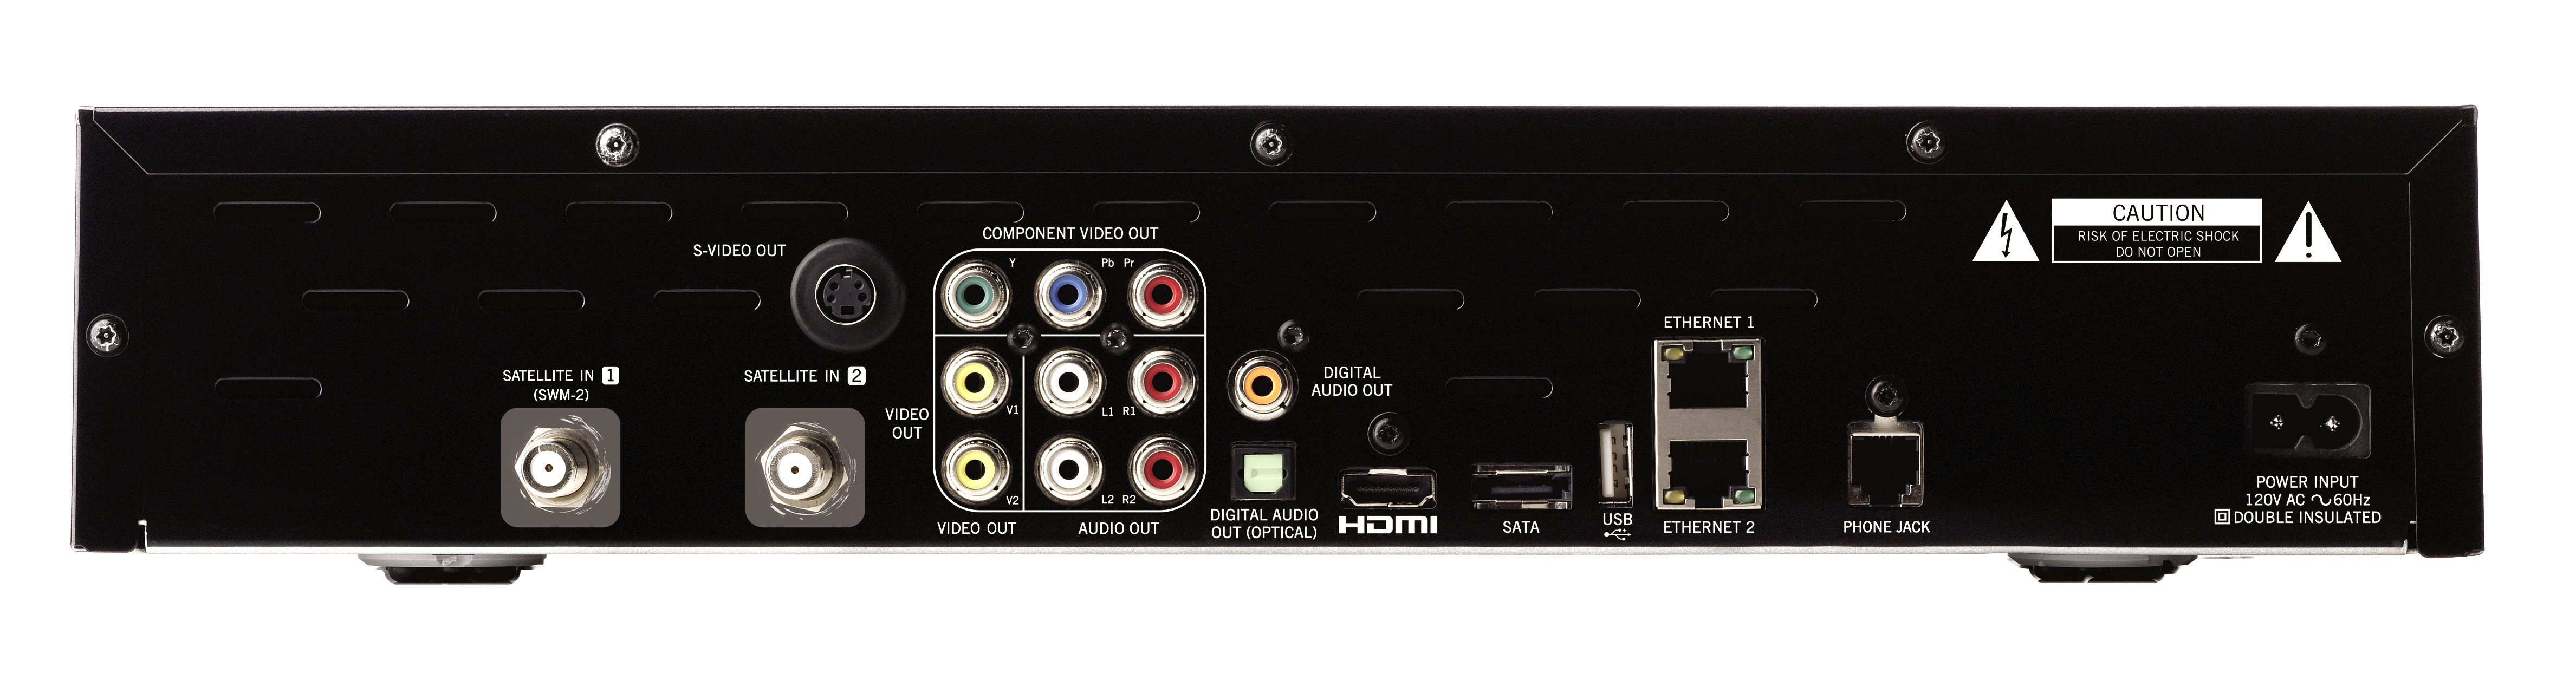 COMPONENT VIDEO OUT
S-VIDEO OUT
Y
Pb
Pr
SATELLITE IN 1
(SWM-2)
SATELLITE IN 2
VIDEO
OUT
V1
L1
R1
V2
L2
R2
VIDEO OUT
AUDIO OUT
DIGITAL
AUDIO OUT
DIGITAL AUDIO
OUT (OPTICAL)
HDMI
SATA
USB
ETHERNET 1
ETHERNET 2
PHONE JACK
CAUTION
RISK OF ELECTRIC SHOCK
DO NOT OPEN
POWER INPUT
120V AC ~ 60Hz
DOUBLE INSULATED